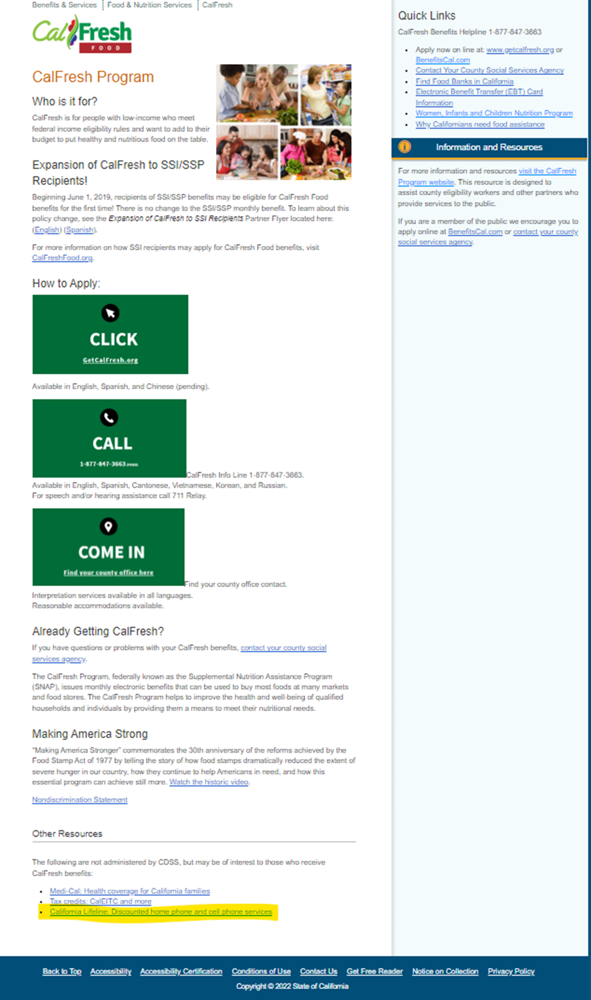 Benefits & Services
Food & Nutrition Services
CalFresh
CalFresh
FOOD
CalFresh Program
Who is it for?
CalFresh is for people with low-income who meet
federal income eligibility rules and want to add to their
budget to put healthy and nutritious food on the table.
Expansion of CalFresh to SSI/SSP
Recipients!
Beginning June 1, 2019, recipients of SSI/SSP benefits may be eligible for CalFresh Food
benefits for the first time! There is no change to the SSI/SSP monthly benefit. To learn about this
policy change, see the Expansion of CalFresh to SSI Recipients Partner Flyer located here:
(English) (Spanish).
For more information on how SSI recipients may apply for CalFresh Food benefits, visit
CalFreshFood.org.
How to Apply:
CLICK
GetCalFresh.org
Available in English, Spanish, and Chinese (pending).
CALL
1-877-847-3663
CalFresh Info Line 1-877-847-3663.
Available in English, Spanish, Cantonese, Vietnamese, Korean, and Russian.
For speech and/or hearing assistance call 711 Relay.
COME IN
Find your county office here
Find your county office contact.
Interpretation services available in all languages.
Reasonable accommodations available.
Already Getting CalFresh?
If you have questions or problems with your CalFresh benefits, contact your county social
services agency.
The CalFresh Program, federally known as the Supplemental Nutrition Assistance Program
(SNAP), issues monthly electronic benefits that can be used to buy most foods at many markets
and food stores. The CalFresh Program helps to improve the health and well-being of qualified
households and individuals by providing them a means to meet their nutritional needs.
Making America Strong
“Making America Stronger” commemorates the 30th anniversary of the reforms achieved by the
Food Stamp Act of 1977 by telling the story of how food stamps dramatically reduced the extent of
severe hunger in our country, how they continue to help Americans in need, and how this
essential program can achieve still more. Watch the historic video.
Nondiscrimination Statement
Other Resources
The following are not administered by CDSS, but may be of interest to those who receive
CalFresh benefits:
Medi-Cal: Health coverage for California families
Tax credits: CalEITC and more
California Lifeline: Discounted home phone and cell phone services
Quick Links
CalFresh Benefits Helpline 1-877-847-3663
Apply now on line at: www.getcalfresh.org or
BenefitsCal.com
Contact Your County Social Services Agency
Find Food Banks in California
Electronic Benefit Transfer (EBT) Card
Information
Women, Infants and Children Nutrition Program
Why Californians need food assistance
Information and Resources
For more information and resources visit the CalFresh
Program website. This resource is designed to
assist county eligibility workers and other partners who
provide services to the public.
If you are a member of the public we encourage you to
apply online at BenefitsCal.com or contact your county
social services agency.
Back to Top Accessibility Accessibility Certification Conditions of Use Contact Us Get Free Reader Notice on Collection Privacy Policy
Copyright © 2022 State of California